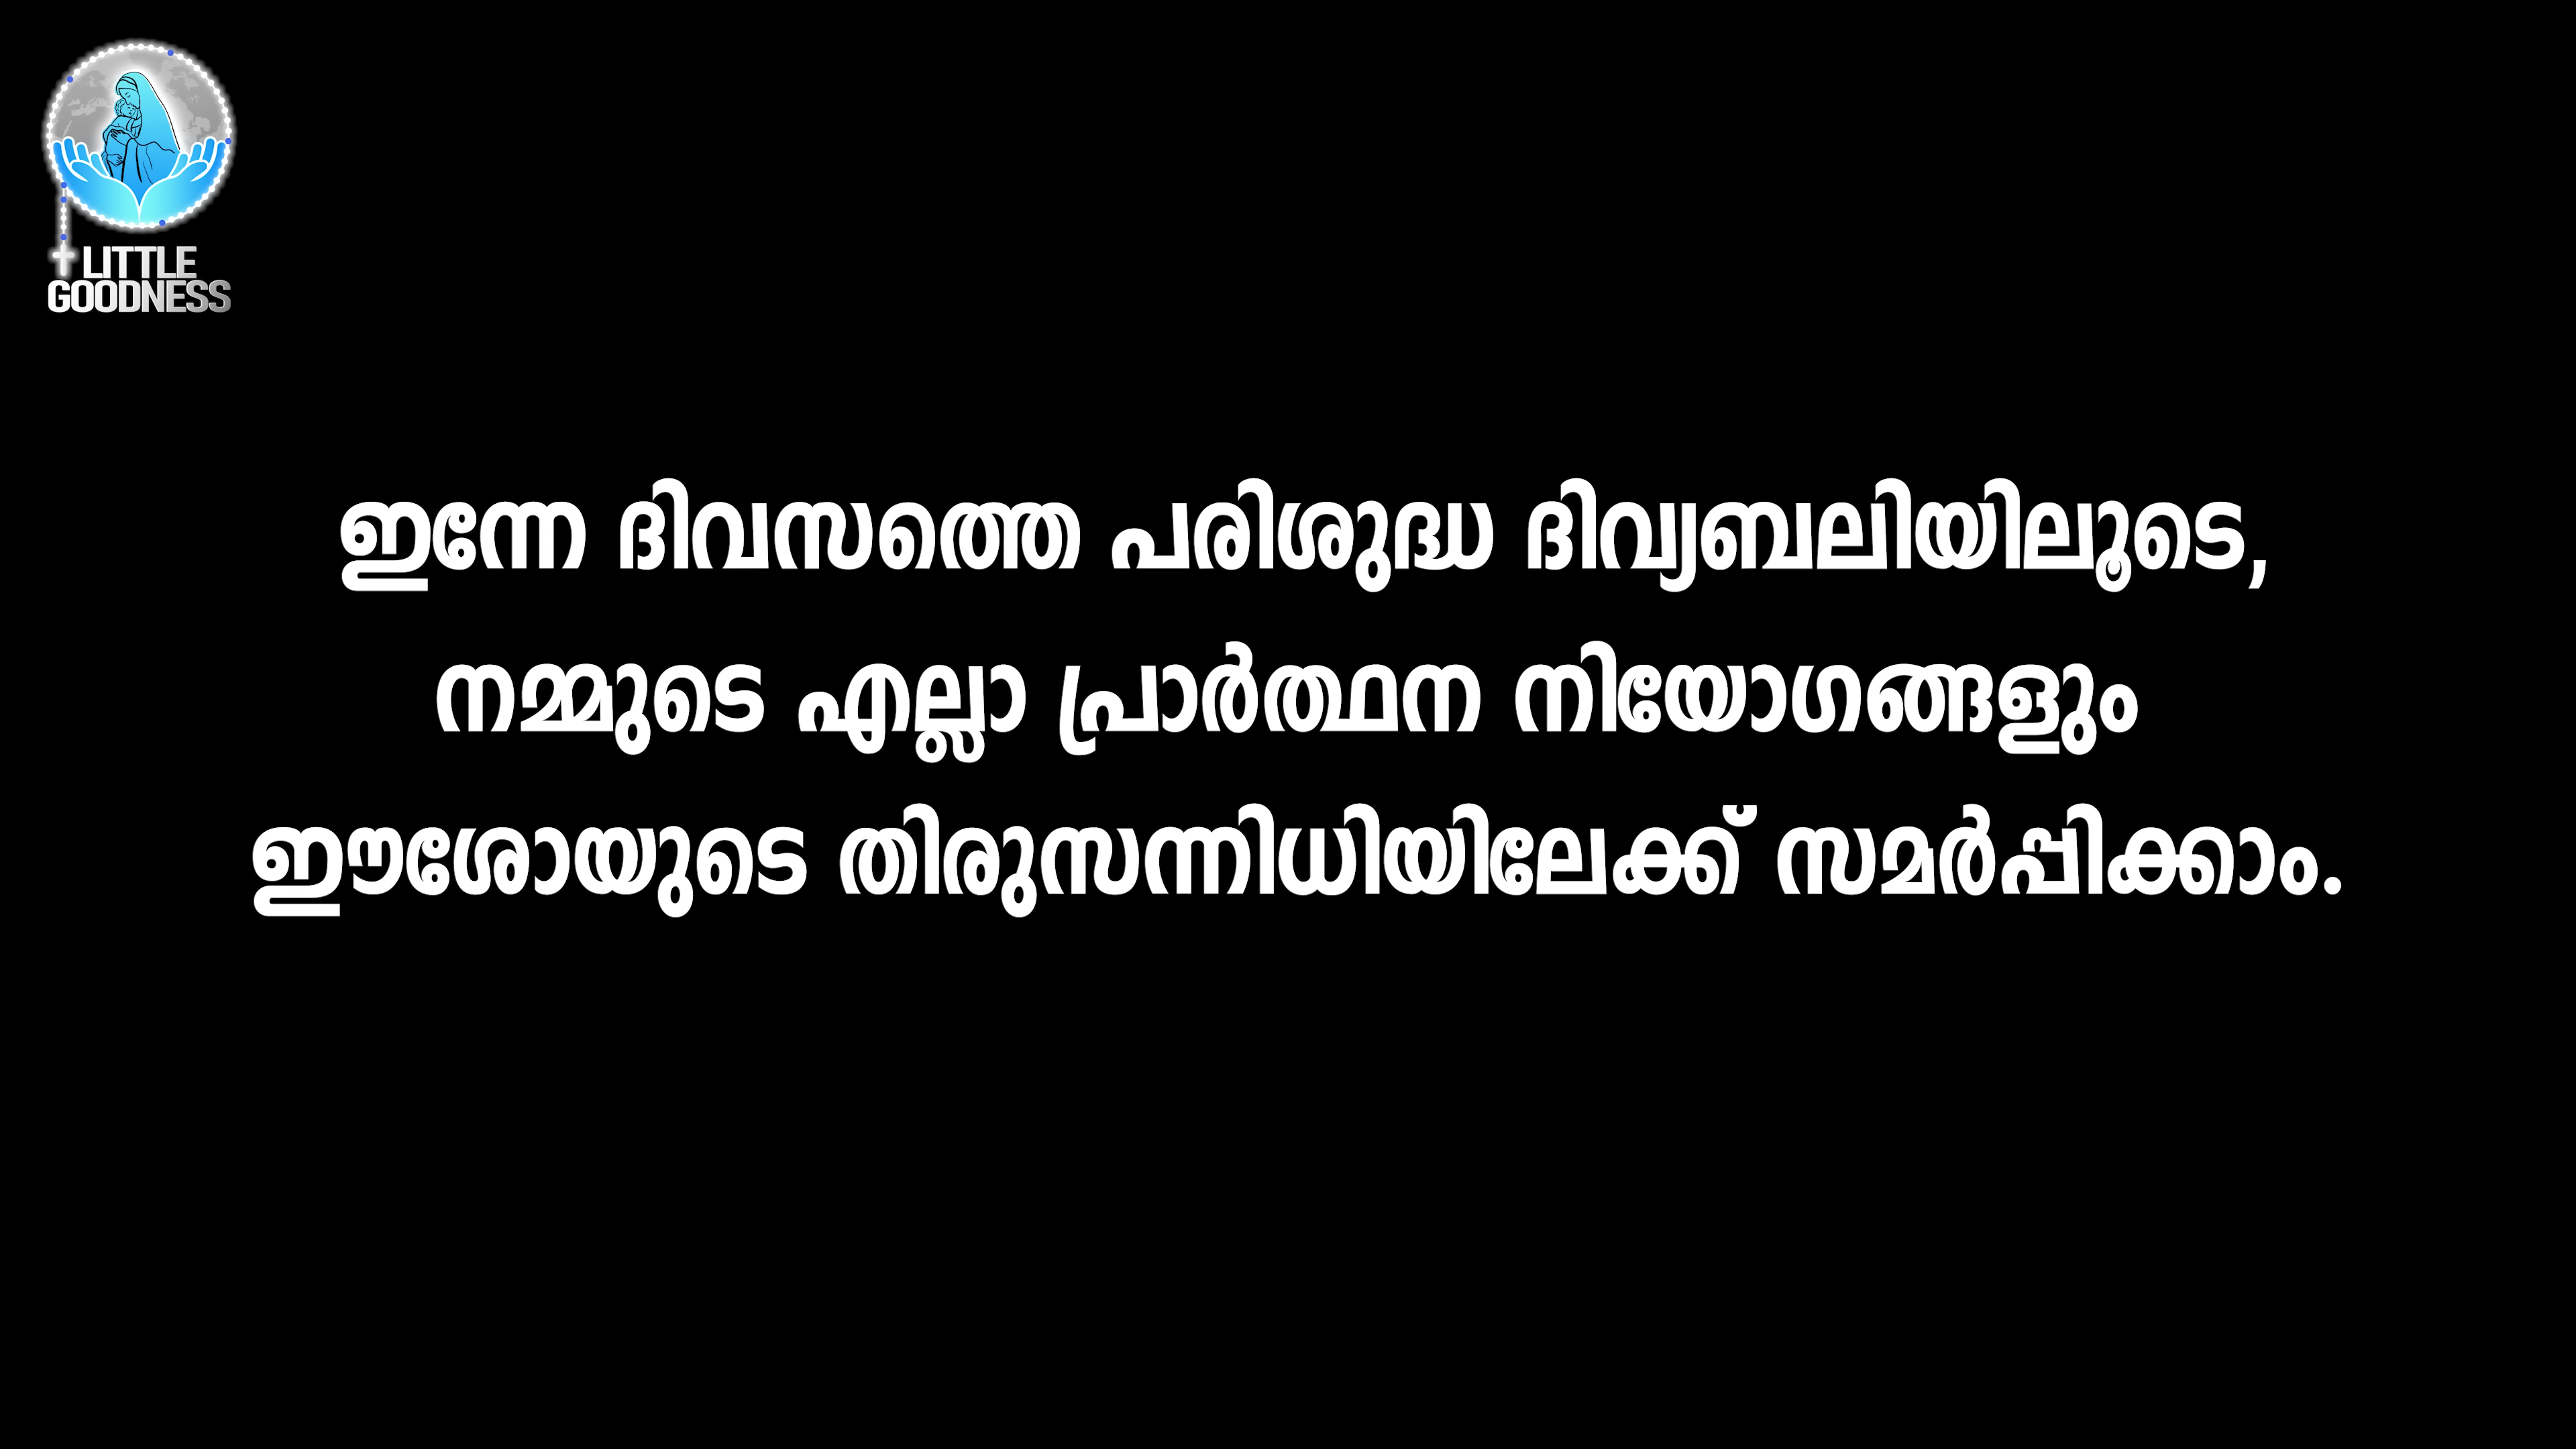 LITTLE
GOODNESS
ഇന്നേ ദിവസത്തെ പരിശുദ്ധ ദിവ്യബലിയിലൂടെ,
നമ്മുടെ എല്ലാ പ്രാർത്ഥന നിയോഗങ്ങളും
ഈശോയുടെ തിരുസന്നിധിയിലേക്ക് സമർപ്പിക്കാം.